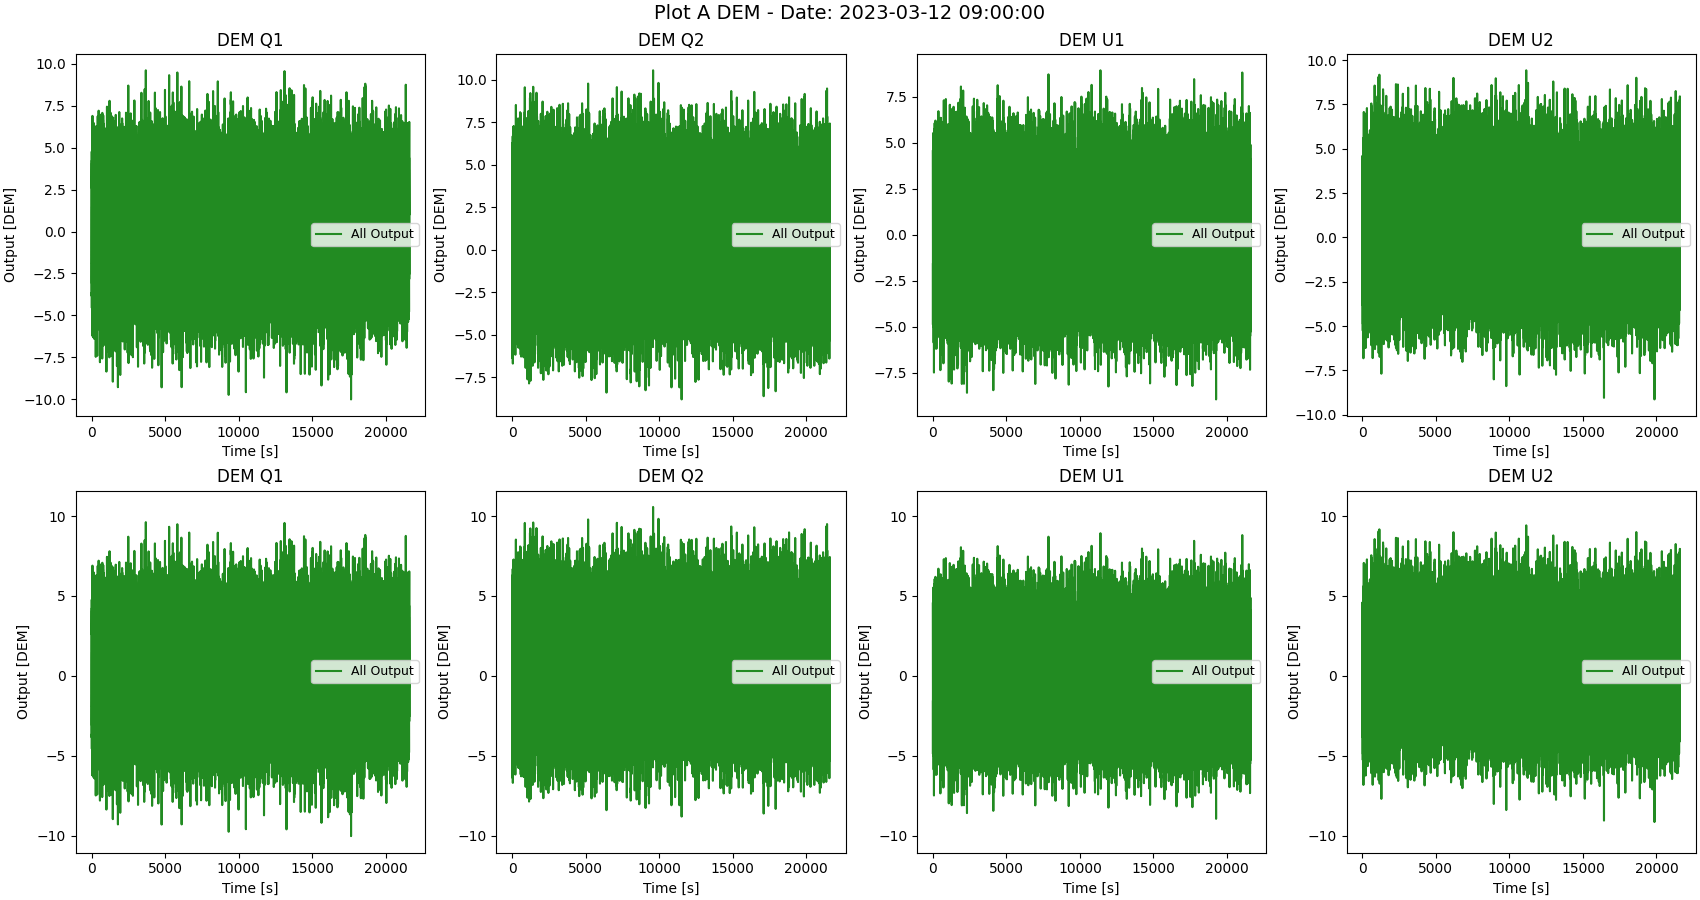 Plot A DEM - Date: 2023-03-12 09:00:00
DEM Q1
Output [DEM]
10.0
7.5
5.0
2.5
0.0
−2.5
−5.0
−7.5
−10.0
All Output
0 5000 10000 15000 20000
Time [s]
DEM Q2
Output [DEM]
10.0
7.5
5.0
2.5
0.0
−2.5
−5.0
−7.5
All Output
0 5000 10000 15000 20000
Time [s]
DEM U1
Output [DEM]
7.5
5.0
2.5
0.0
−2.5
−5.0
−7.5
All Output
0 5000 10000 15000 20000
Time [s]
DEM U2
Output [DEM]
10.0
7.5
5.0
2.5
0.0
−2.5
−5.0
−7.5
−10.0
All Output
0 5000 10000 15000 20000
Time [s]
DEM Q1
Output [DEM]
10
5
0
−5
−10
All Output
0 5000 10000 15000 20000
Time [s]
DEM Q2
Output [DEM]
10
5
0
−5
−10
All Output
0 5000 10000 15000 20000
Time [s]
DEM U1
Output [DEM]
10
5
0
−5
−10
All Output
0 5000 10000 15000 20000
Time [s]
DEM U2
Output [DEM]
10
5
0
−5
−10
All Output
0 5000 10000 15000 20000
Time [s]